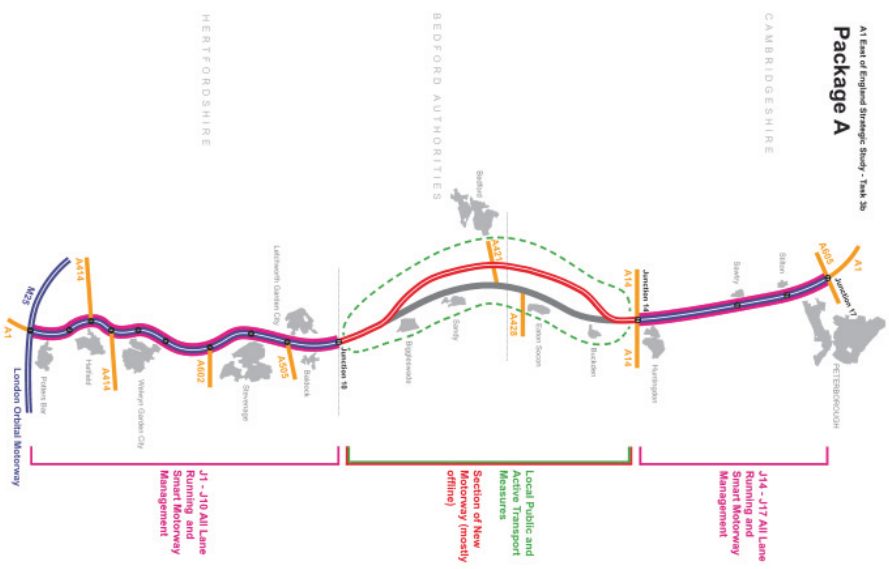 A1 East of England Strategic Study - Task 3b
Package A
CAMBRIDGESHIRE
BEDFORD AUTHORITIES
HERTFORDSHIRE
A1
A605
Junction 17
PETERBOROUGH
Stilton
Sawtry
A14
Junction 14
A14
Huntingdon
Buckden
Eaton Socon
A428
A421
Bedford
Sandy
Biggleswade
Junction 10
Baldock
Letchworth Garden City
A505
Stevenage
A602
Welwyn Garden City
A414
A414
Hatfield
Potters Bar
M25
A1
London Orbital Motorway
J14 - J17 All Lane
Running and
Smart Motorway
Management
Local Public and
Active Transport
Measures
Section of New
Motorway (mostly
offline)
J1 - J10 All Lane
Running and
Smart Motorway
Management